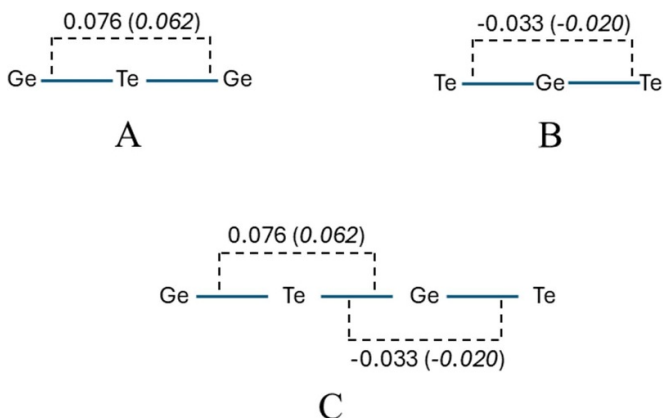 0.076 (0.062)
Ge Te Ge
A
-0.033 (-0.020)
Te Ge Te
B
0.076 (0.062)
Ge Te Ge Te
-0.033 (-0.020)
C